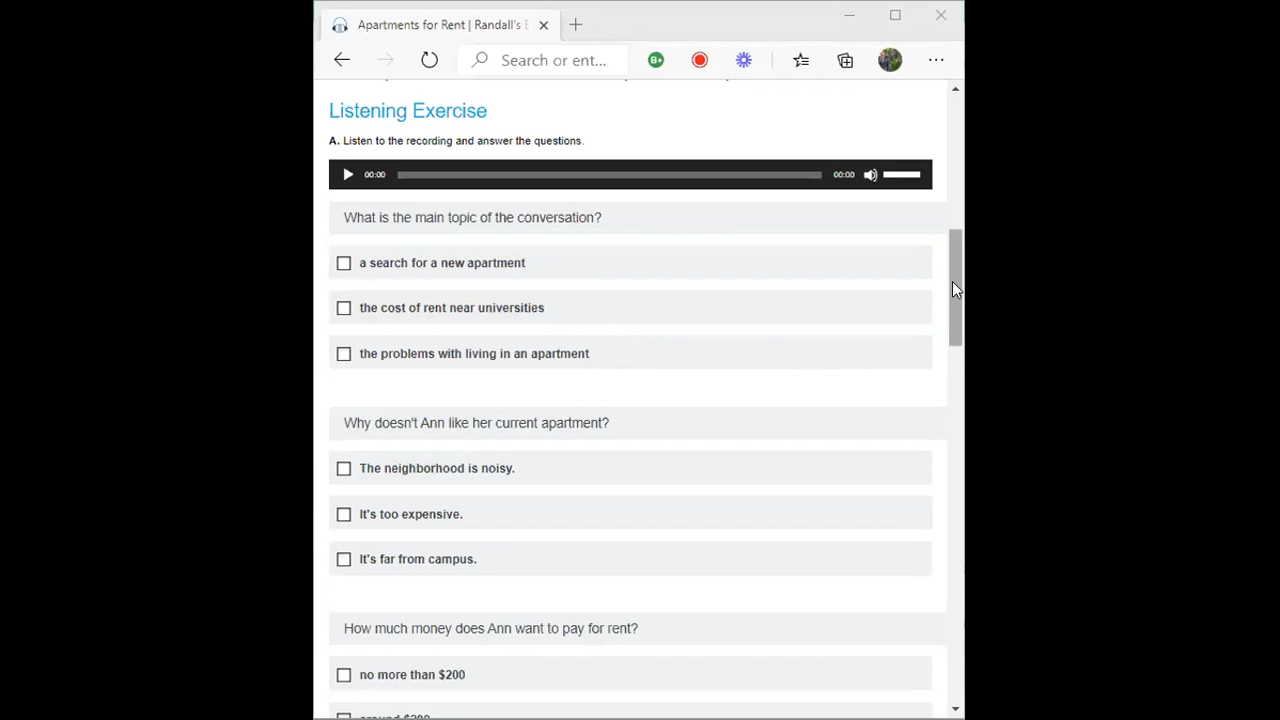 Apartments for Rent | Randall's E
Search or ent...
B+
Listening Exercise
A. Listen to the recording and answer the questions.
00:00
00:00
What is the main topic of the conversation?
a search for a new apartment
the cost of rent near universities
the problems with living in an apartment
Why doesn't Ann like her current apartment?
The neighborhood is noisy.
It's too expensive.
It's far from campus.
How much money does Ann want to pay for rent?
no more than $200